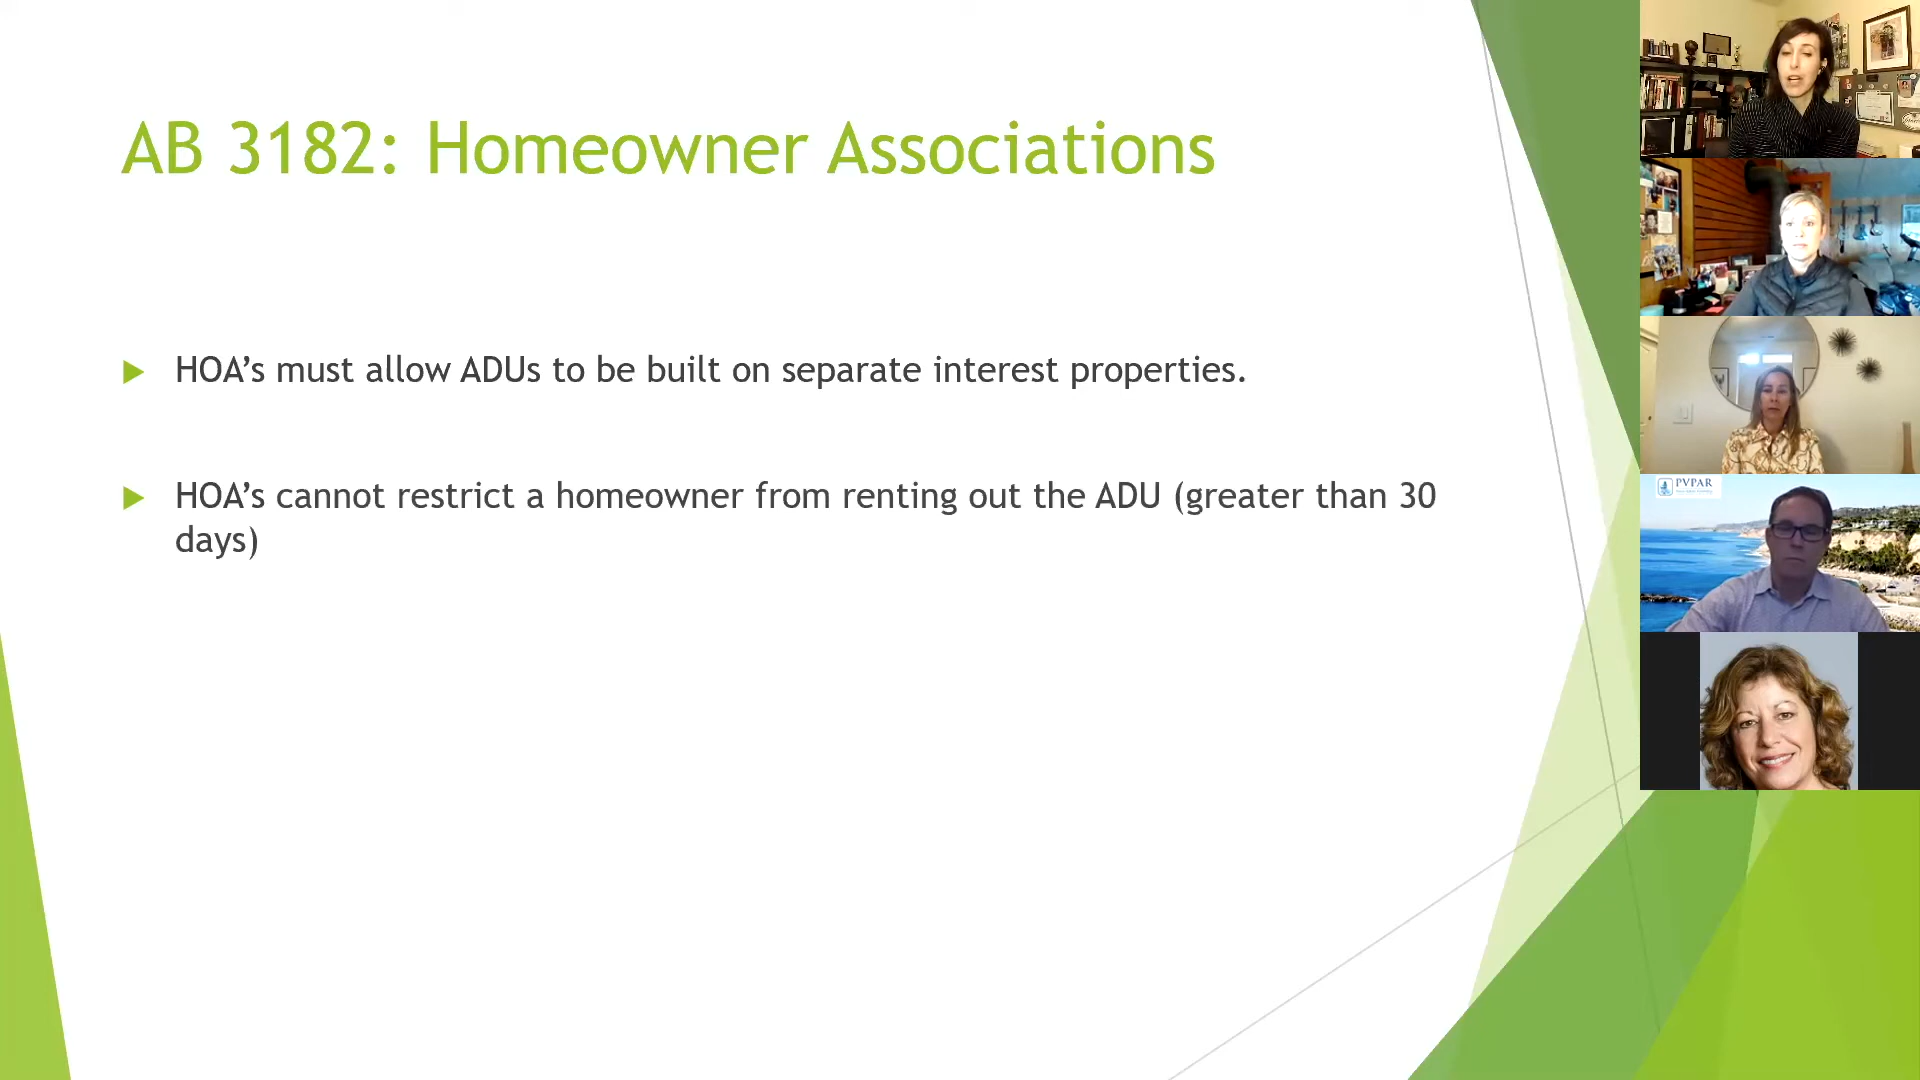 AB 3182: Homeowner Associations
HOA’s must allow ADUs to be built on separate interest properties.
HOA’s cannot restrict a homeowner from renting out the ADU (greater than 30
days)
PVPAR